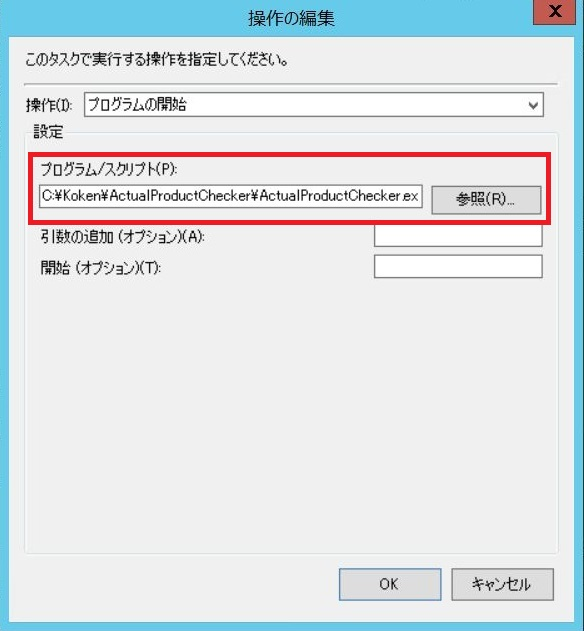 操作の編集
X
このタスクで実行する操作を指定してください。
操作(I): プログラムの開始
設定
プログラム/スクリプト(P):
C:¥Koken¥ActualProductChecker¥ActualProductChecker.ex 参照(R)...
引数の追加 (オプション)(A):
開始 (オプション)(T):
OK キャンセル